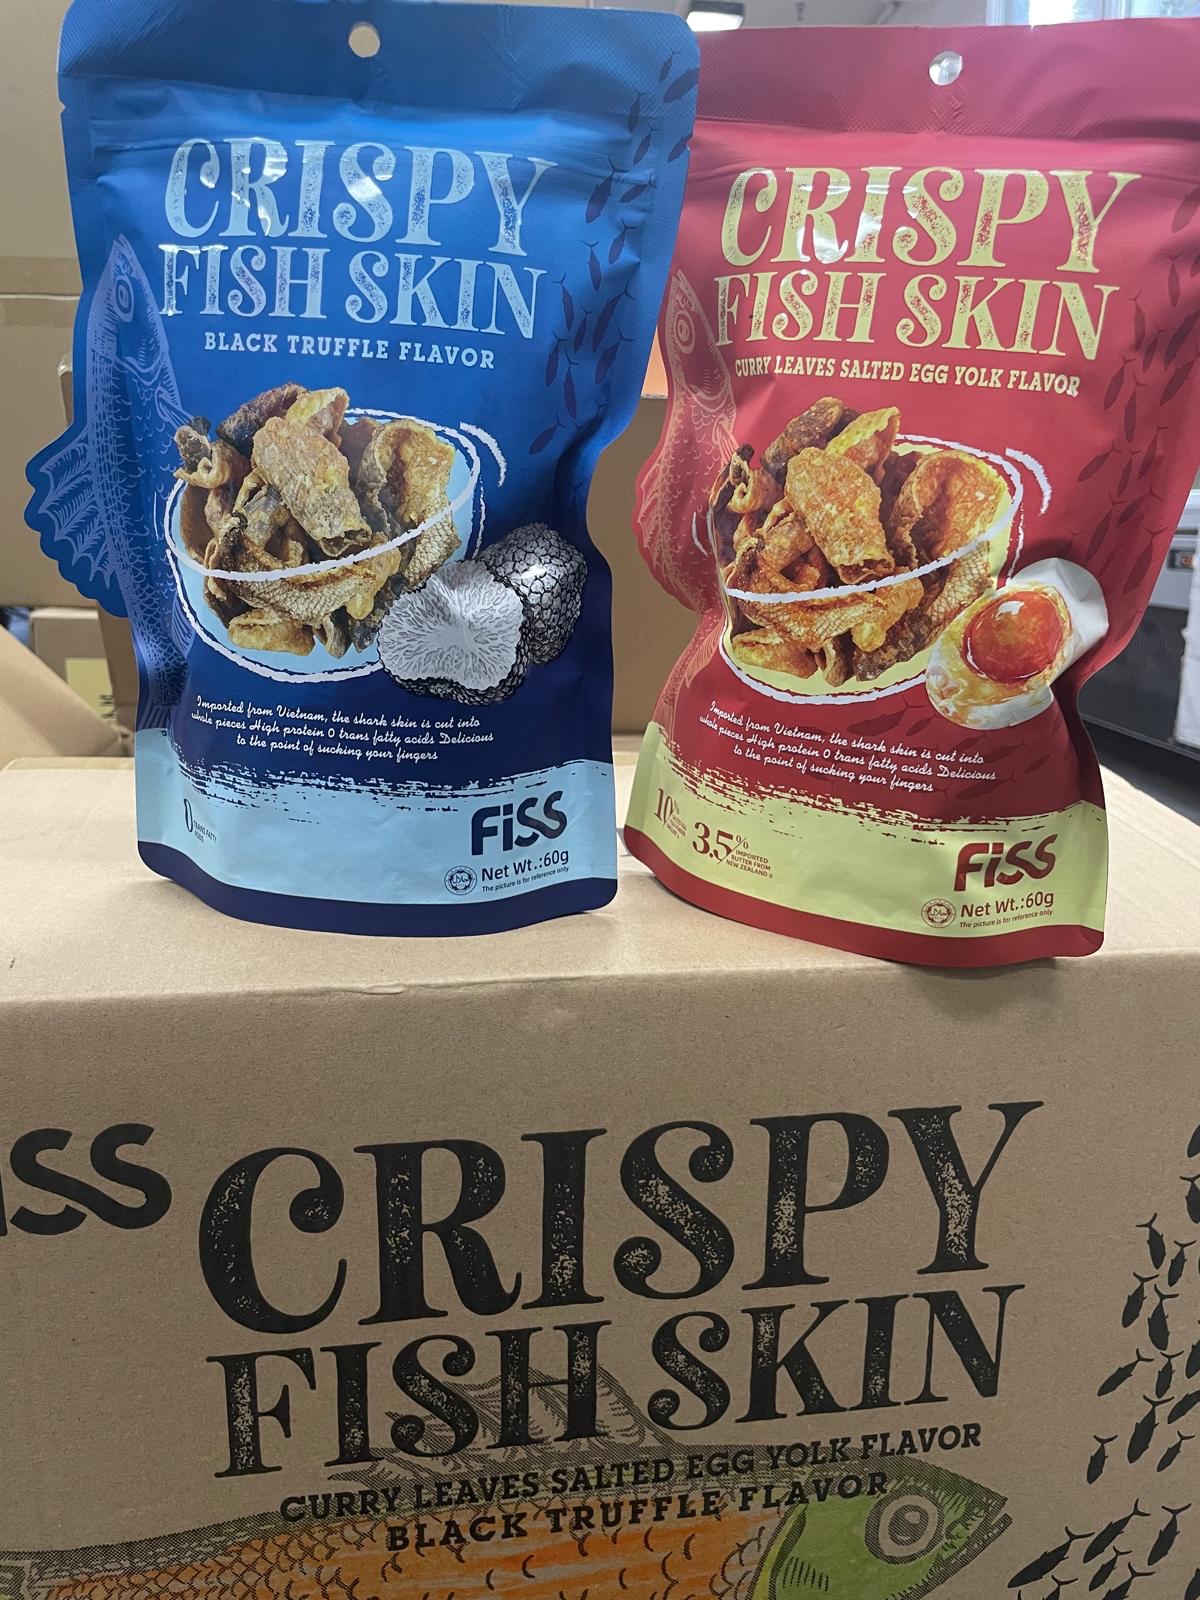 CRISPY
FISH SKIN
BLACK TRUFFLE FLAVOR
Imported from Vietnam, the shark skin is cut into
whole pieces High protein 0 trans fatty acids Delicious
to the point of sucking your fingers
0 TRANS FATTY
FiSS
Net Wt.:60g
The picture is for reference only
CRISPY
FISH SKIN
CURRY LEAVES SALTED EGG YOLK FLAVOR
Imported from Vietnam, the shark skin is cut into
whole pieces High protein 0 trans fatty acids Delicious
to the point of sucking your fingers
10%
3.5%
IMPORTED
BUTTER FROM
NEW ZEALAND
FiSS
Net Wt.:60g
The picture is for reference only
iSS
CRISPY
FISH SKIN
CURRY LEAVES SALTED EGG YOLK FLAVOR
BLACK TRUFFLE FLAVOR